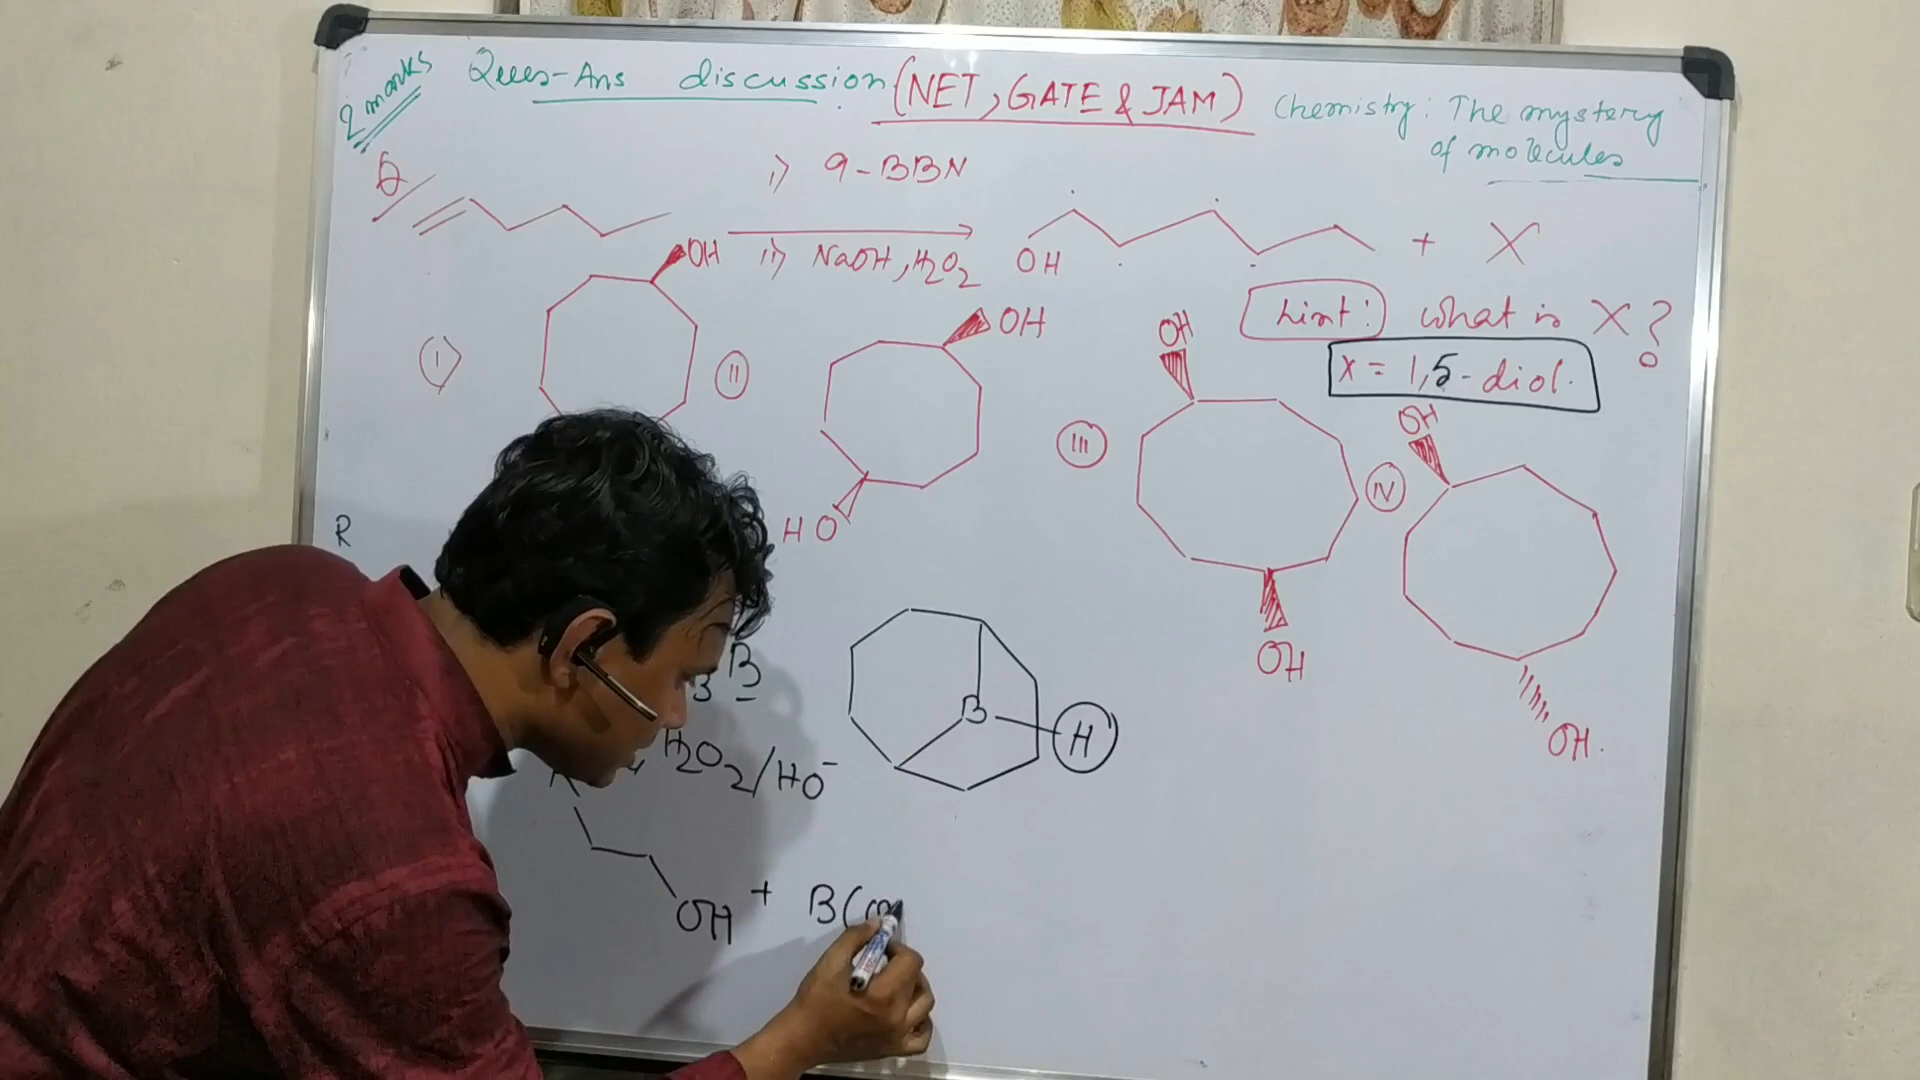 2 marks
Ques-Ans discussion (NET, GATE & JAM) Chemistry: The mystery
of molecules
Q
i) 9-BBN
ii) NaOH, H2O2
OH
+ X
hint: what is X?
X = 1,5-diol.
I
OH
II
OH
HO
III
OH
OH
IV
OH
OH.
R
3B
H2O2/HO⁻
B
H
OH + B(